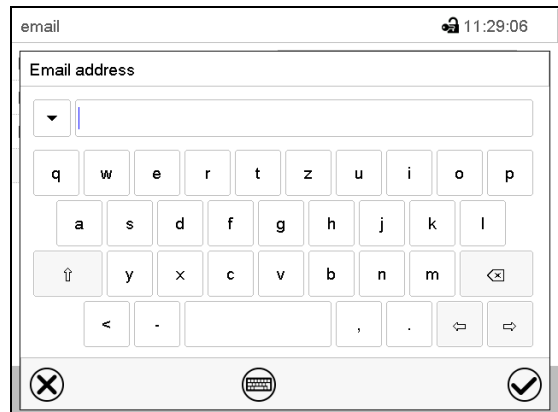 email 11:29:06
Email address
q w e r t z u i o p
a s d f g h j k l
⇧ y x c v b n m ⌫
< - , . ⇦ ⇨